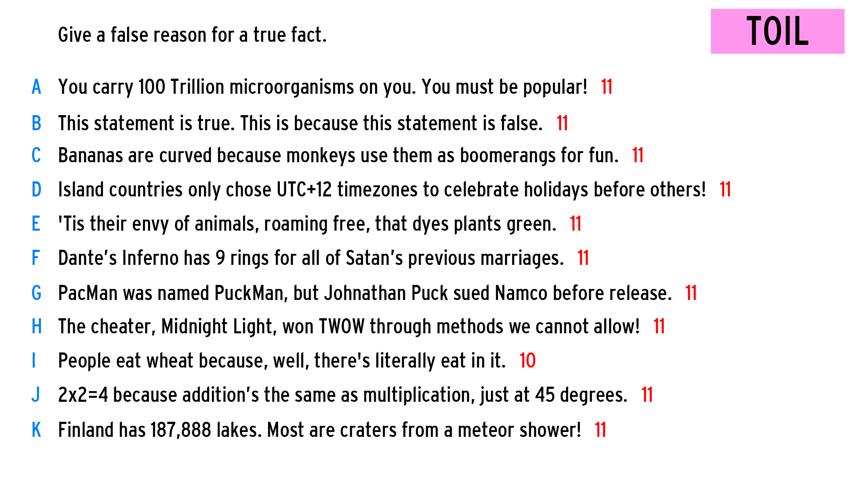 Give a false reason for a true fact.
TOIL
A You carry 100 Trillion microorganisms on you. You must be popular! 11
B This statement is true. This is because this statement is false. 11
C Bananas are curved because monkeys use them as boomerangs for fun. 11
D Island countries only chose UTC+12 timezones to celebrate holidays before others! 11
E 'Tis their envy of animals, roaming free, that dyes plants green. 11
F Dante’s Inferno has 9 rings for all of Satan’s previous marriages. 11
G PacMan was named PuckMan, but Johnathan Puck sued Namco before release. 11
H The cheater, Midnight Light, won TWOW through methods we cannot allow! 11
I People eat wheat because, well, there's literally eat in it. 10
J 2x2=4 because addition’s the same as multiplication, just at 45 degrees. 11
K Finland has 187,888 lakes. Most are craters from a meteor shower! 11